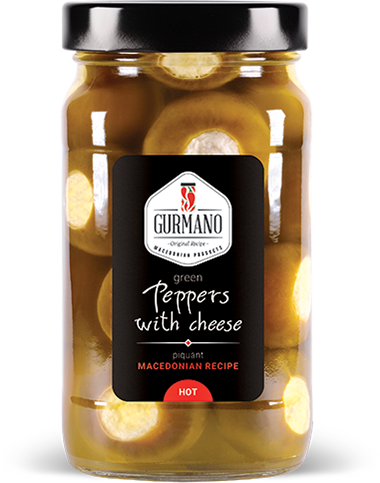 GURMANO
-Original Recipe-
MACEDONIAN PRODUCTS
green
Peppers
with cheese
piquant
MACEDONIAN RECIPE
HOT